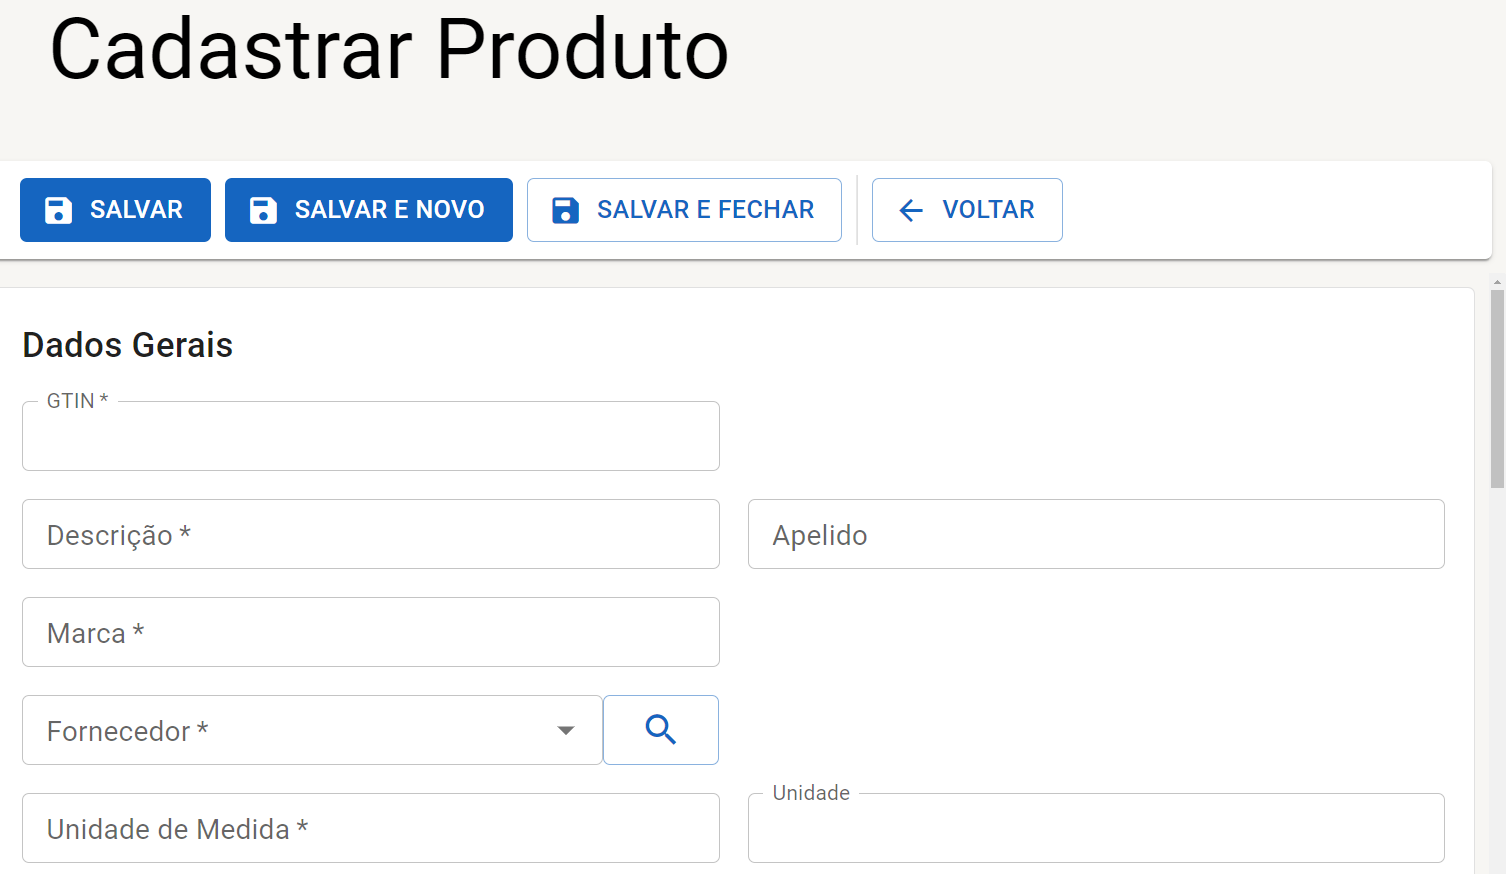 Cadastrar Produto
SALVAR SALVAR E NOVO SALVAR E FECHAR VOLTAR
Dados Gerais
GTIN *
Descrição * Apelido
Marca *
Fornecedor *
Unidade de Medida * Unidade